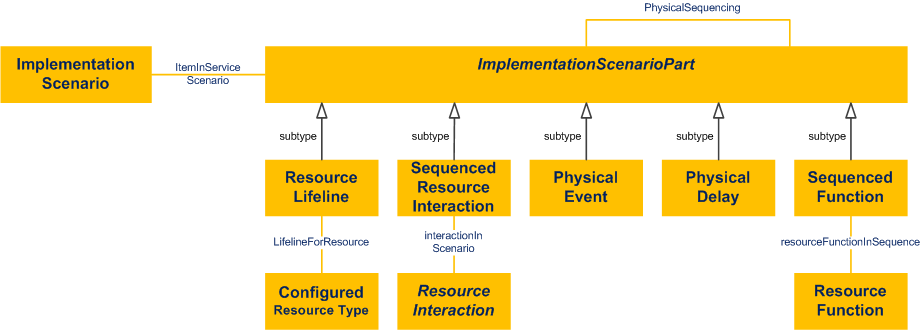 PhysicalSequencing
Implementation
Scenario
ItemInService
Scenario
ImplementationScenarioPart
subtype
subtype
subtype
subtype
subtype
Resource
Lifeline
Sequenced
Resource
Interaction
Physical
Event
Physical
Delay
Sequenced
Function
LifelineForResource
interactionIn
Scenario
resourceFunctionInSequence
Configured
Resource Type
Resource
Interaction
Resource
Function